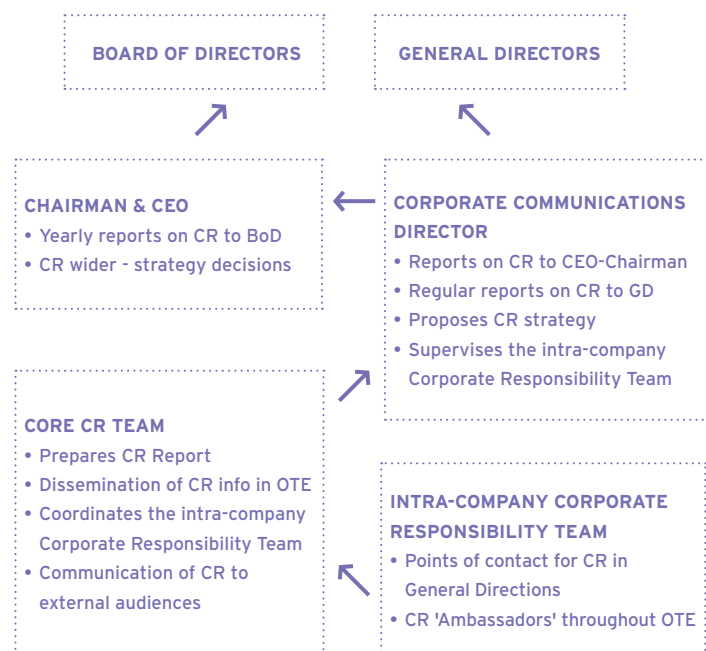 BOARD OF DIRECTORS
GENERAL DIRECTORS
CHAIRMAN & CEO
• Yearly reports on CR to BoD
• CR wider - strategy decisions
CORPORATE COMMUNICATIONS
DIRECTOR
• Reports on CR to CEO-Chairman
• Regular reports on CR to GD
• Proposes CR strategy
• Supervises the intra-company
Corporate Responsibility Team
CORE CR TEAM
• Prepares CR Report
• Dissemination of CR info in OTE
• Coordinates the intra-company
Corporate Responsibility Team
• Communication of CR to
external audiences
INTRA-COMPANY CORPORATE
RESPONSIBILITY TEAM
• Points of contact for CR in
General Directions
• CR 'Ambassadors' throughout OTE